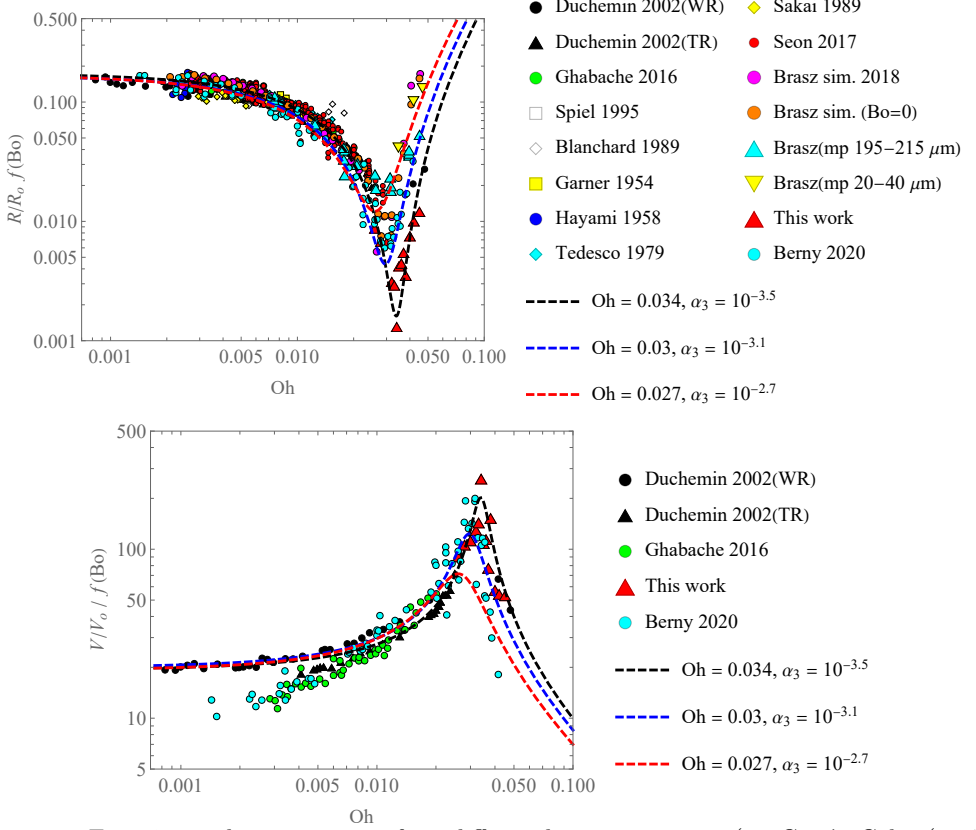 0.500
0.100
0.050
0.010
0.005
0.001
R/Rₒ f(Bo)
0.001 0.005 0.010 0.050 0.100
Oh
Duchemin 2002(WR)
Duchemin 2002(TR)
Ghabache 2016
Spiel 1995
Blanchard 1989
Garner 1954
Hayami 1958
Tedesco 1979
Sakai 1989
Seon 2017
Brasz sim. 2018
Brasz sim. (Bo=0)
Brasz(mp 195–215 μm)
Brasz(mp 20–40 μm)
This work
Berny 2020
Oh = 0.034, α₃ = 10⁻³·⁵
Oh = 0.03, α₃ = 10⁻³·¹
Oh = 0.027, α₃ = 10⁻²·⁷
500
100
50
10
5
V/Vₒ / f(Bo)
0.001 0.005 0.010 0.050 0.100
Oh
Duchemin 2002(WR)
Duchemin 2002(TR)
Ghabache 2016
This work
Berny 2020
Oh = 0.034, α₃ = 10⁻³·⁵
Oh = 0.03, α₃ = 10⁻³·¹
Oh = 0.027, α₃ = 10⁻²·⁷